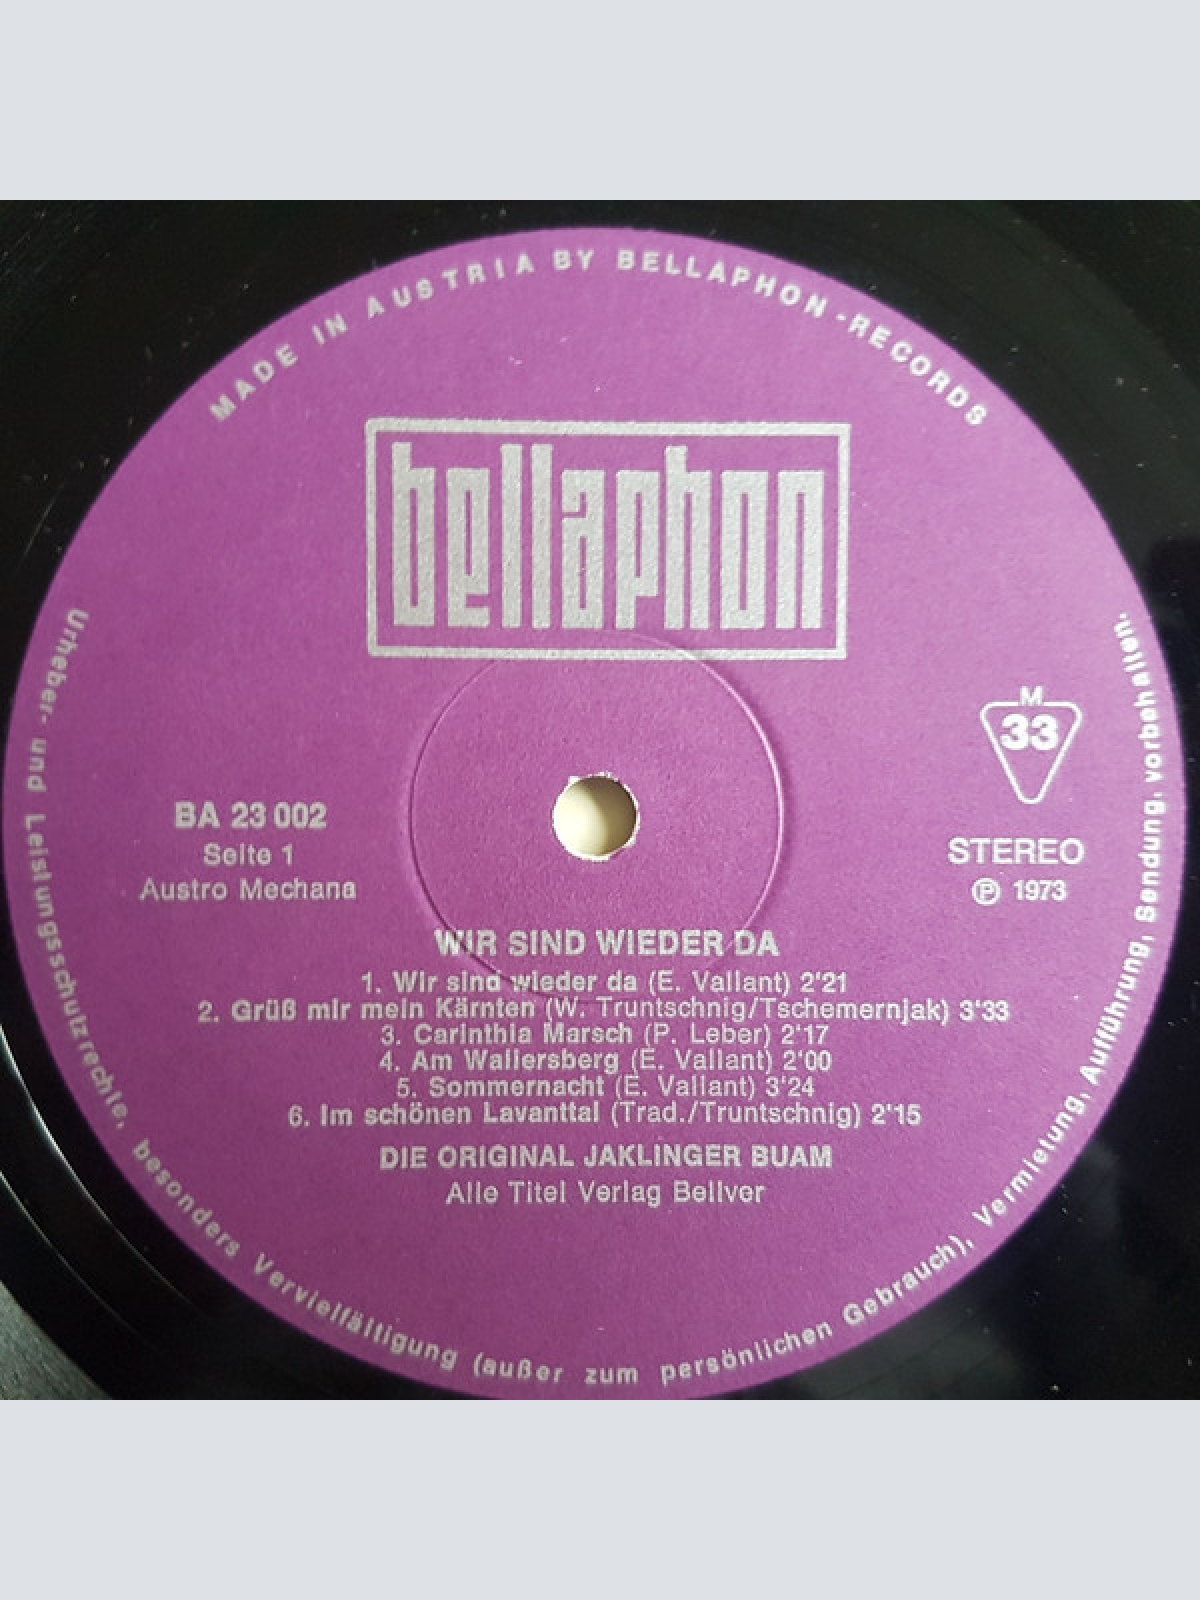 MADE IN AUSTRIA BY BELLAPHON-RECORDS
bellaphon
M
33
BA 23 002
Seite 1
Austro Mechana
STEREO
Ⓟ 1973
WIR SIND WIEDER DA
1. Wir sind wieder da (E. Vallant) 2'21
2. Grüß mir mein Kärnten (W. Truntschnig/Tschemernjak) 3'33
3. Carinthia Marsch (P. Leber) 2'17
4. Am Wallersberg (E. Vallant) 2'00
5. Sommernacht (E. Vallant) 3'24
6. Im schönen Lavanttal (Trad./Truntschnig) 2'15
DIE ORIGINAL JAKLINGER BUAM
Alle Titel Verlag Bellver
Urheber- und Leistungsschutzrechte, besonders Vervielfältigung (außer zum persönlichen Gebrauch), Vermietung, Aufführung, Sendung, vorbehalten.